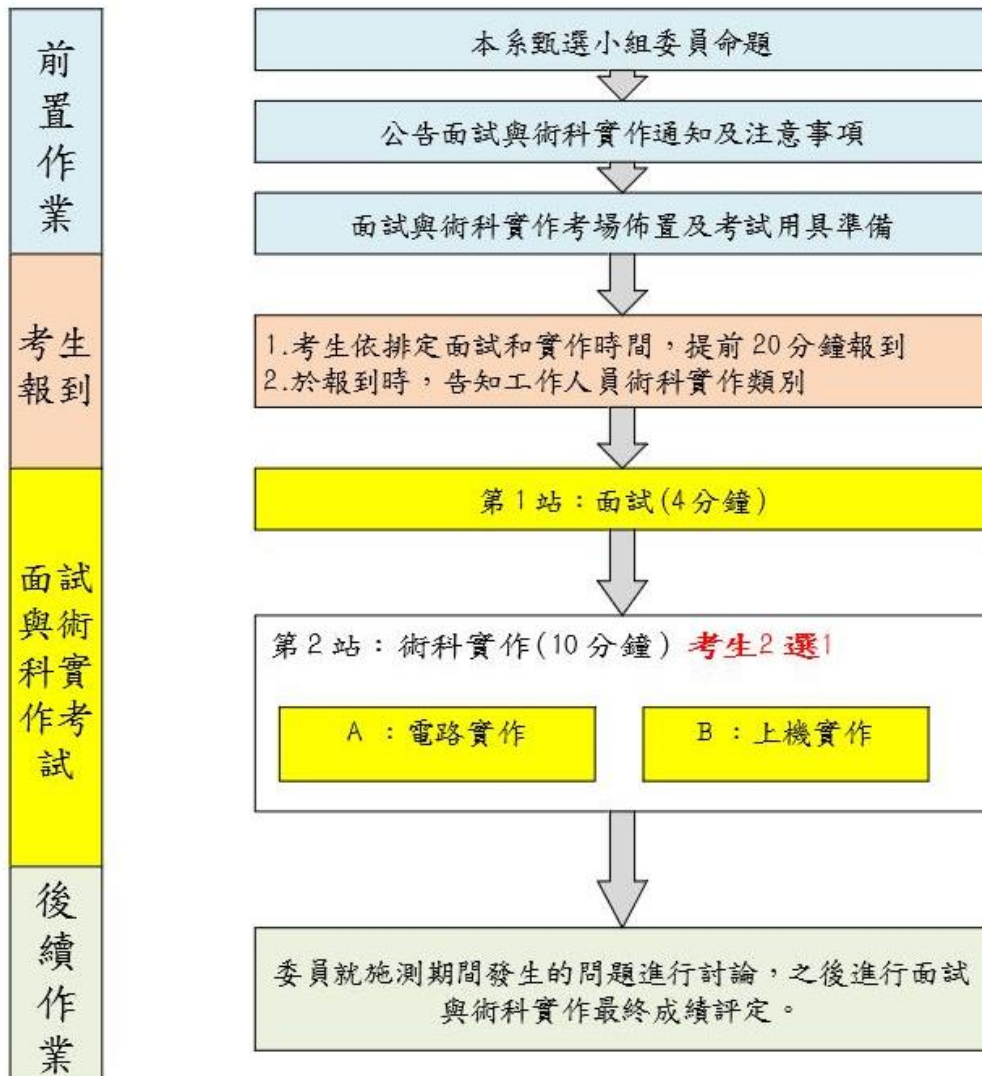 前置作業
本系甄選小組委員命題
公告面試與術科實作通知及注意事項
面試與術科實作考場佈置及考試用具準備
考生
報到
1.考生依排定面試和實作時間，提前20分鐘報到
2.於報到時，告知工作人員術科實作類別
面試
與術
科實
作考
試
第1站：面試(4分鐘)
第2站：術科實作(10分鐘) 考生2選1
A ：電路實作
B ：上機實作
後續作業
委員就施測期間發生的問題進行討論，之後進行面試
與術科實作最終成績評定。